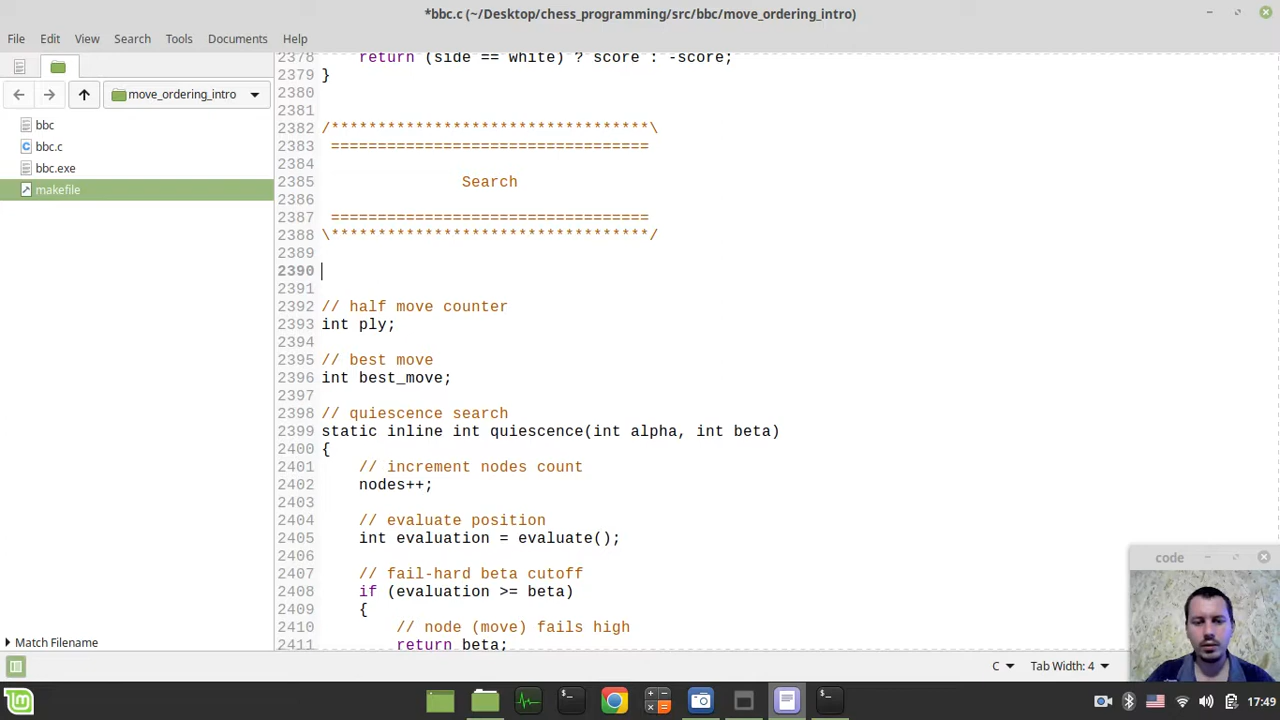 *bbc.c (~/Desktop/chess_programming/src/bbc/move_ordering_intro)
File Edit View Search Tools Documents Help
move_ordering_intro
bbc
bbc.c
bbc.exe
makefile
Match Filename
2378     return (side == white) ? score : -score;
2379 }
2380
2381
2382 /**********************************\
2383  ==================================
2384
2385                Search
2386
2387  ==================================
2388 \**********************************/
2389
2390
2391
2392 // half move counter
2393 int ply;
2394
2395 // best move
2396 int best_move;
2397
2398 // quiescence search
2399 static inline int quiescence(int alpha, int beta)
2400 {
2401     // increment nodes count
2402     nodes++;
2403
2404     // evaluate position
2405     int evaluation = evaluate();
2406
2407     // fail-hard beta cutoff
2408     if (evaluation >= beta)
2409     {
2410         // node (move) fails high
2411         return beta;
code
C Tab Width: 4
17:49